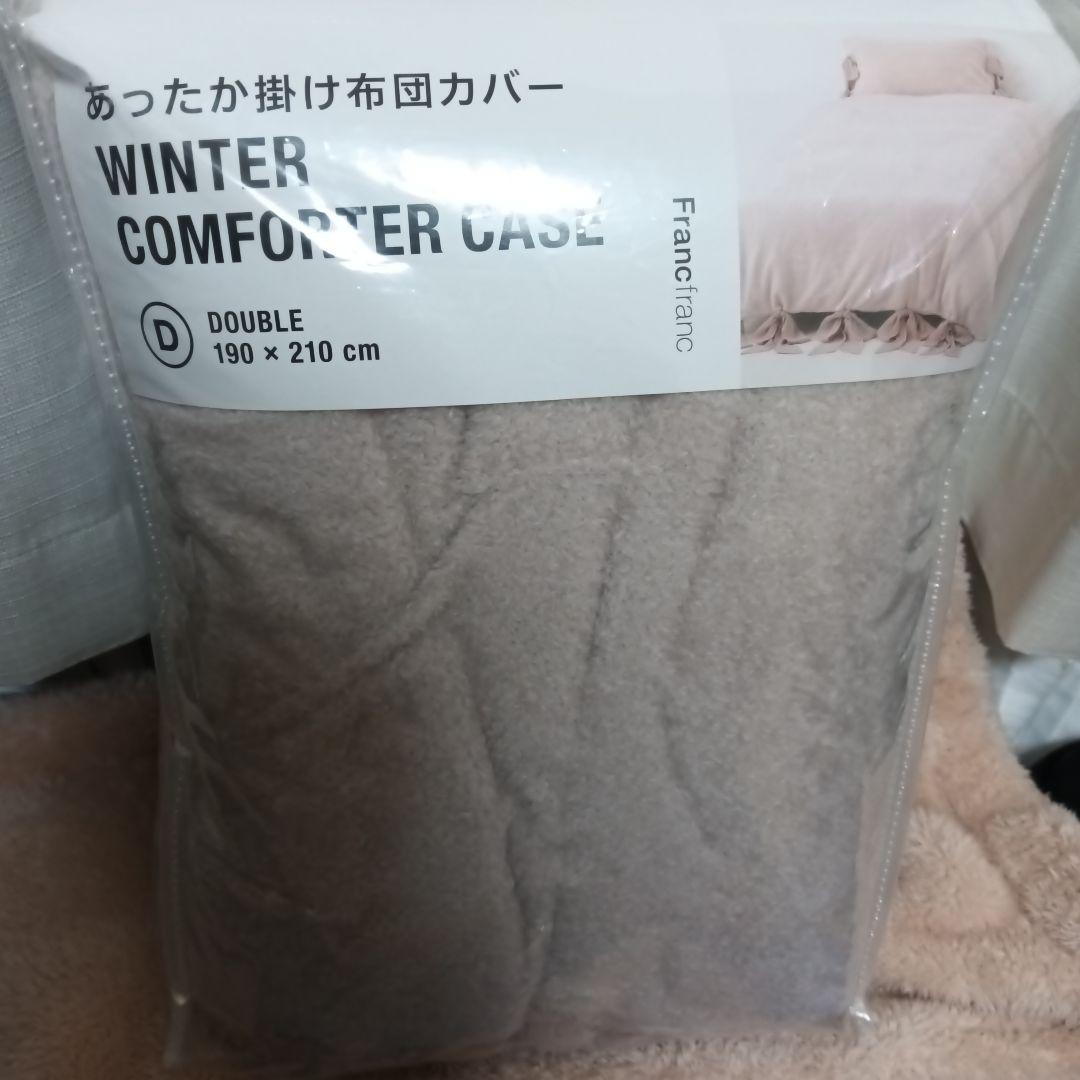 あったか掛け布団カバー
WINTER
COMFORTER CASE
D
DOUBLE
190 × 210 cm
Francfranc